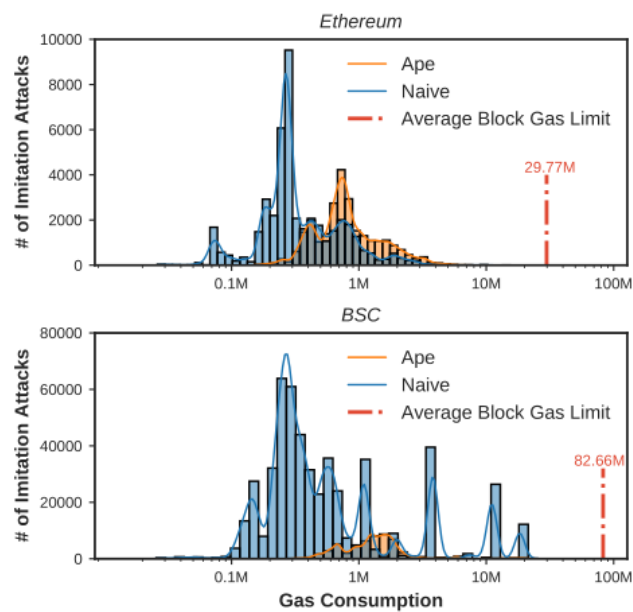 Ethereum
10000
8000
6000
4000
2000
0
# of Imitation Attacks
Ape
Naive
Average Block Gas Limit
29.77M
0.1M 1M 10M 100M
BSC
80000
60000
40000
20000
0
# of Imitation Attacks
Ape
Naive
Average Block Gas Limit
82.66M
0.1M 1M 10M 100M
Gas Consumption